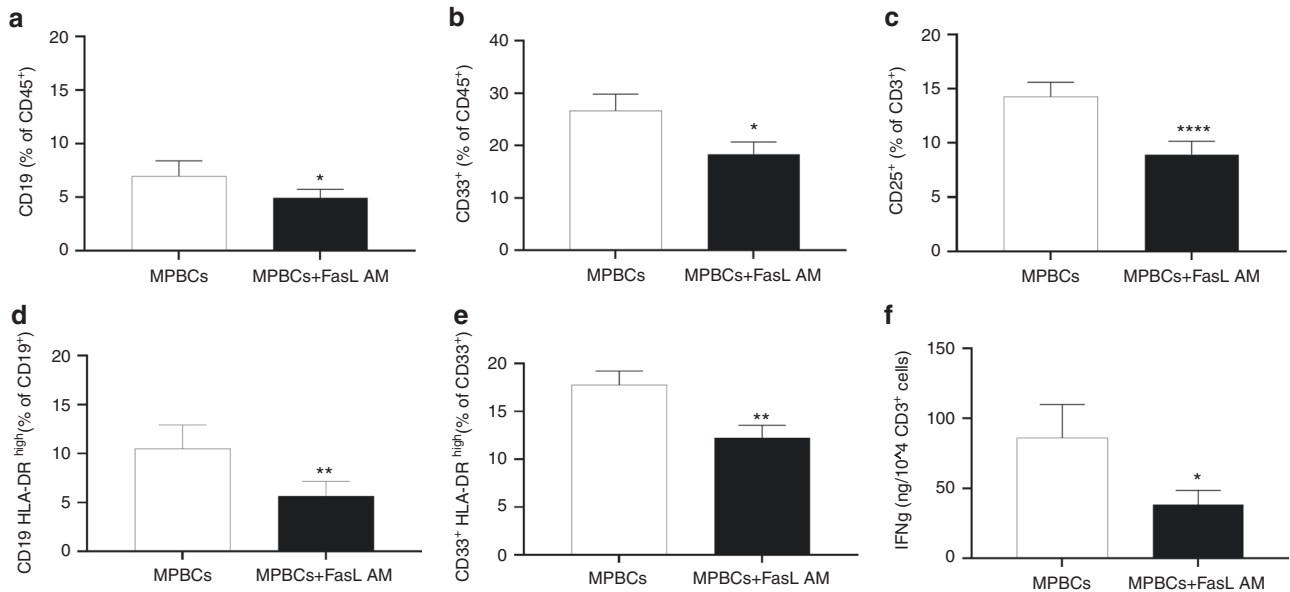 a
CD19 (% of CD45+)
20
15
10
5
0
MPBCs
MPBCs+FasL AM
*
b
CD33+ (% of CD45+)
40
30
20
10
0
MPBCs
MPBCs+FasL AM
*
c
CD25+ (% of CD3+)
20
15
10
5
0
MPBCs
MPBCs+FasL AM
****
d
CD19 HLA-DR high(% of CD19+)
20
15
10
5
0
MPBCs
MPBCs+FasL AM
**
e
CD33+ HLA-DR high(% of CD33+)
20
15
10
5
0
MPBCs
MPBCs+FasL AM
**
f
IFNg (ng/10^4 CD3+ cells)
150
100
50
0
MPBCs
MPBCs+FasL AM
*